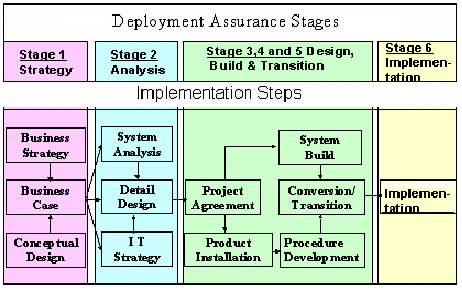 Deployment Assurance Stages
Stage 1
Strategy
Stage 2
Analysis
Stage 3,4 and 5 Design,
Build & Transition
Stage 6
Implemen-
tation
Implementation Steps
Business
Strategy
System
Analysis
System
Build
Business
Case
Detail
Design
Project
Agreement
Conversion/
Transition
Implemen-
tation
Conceptual
Design
I T
Strategy
Product
Installation
Procedure
Development